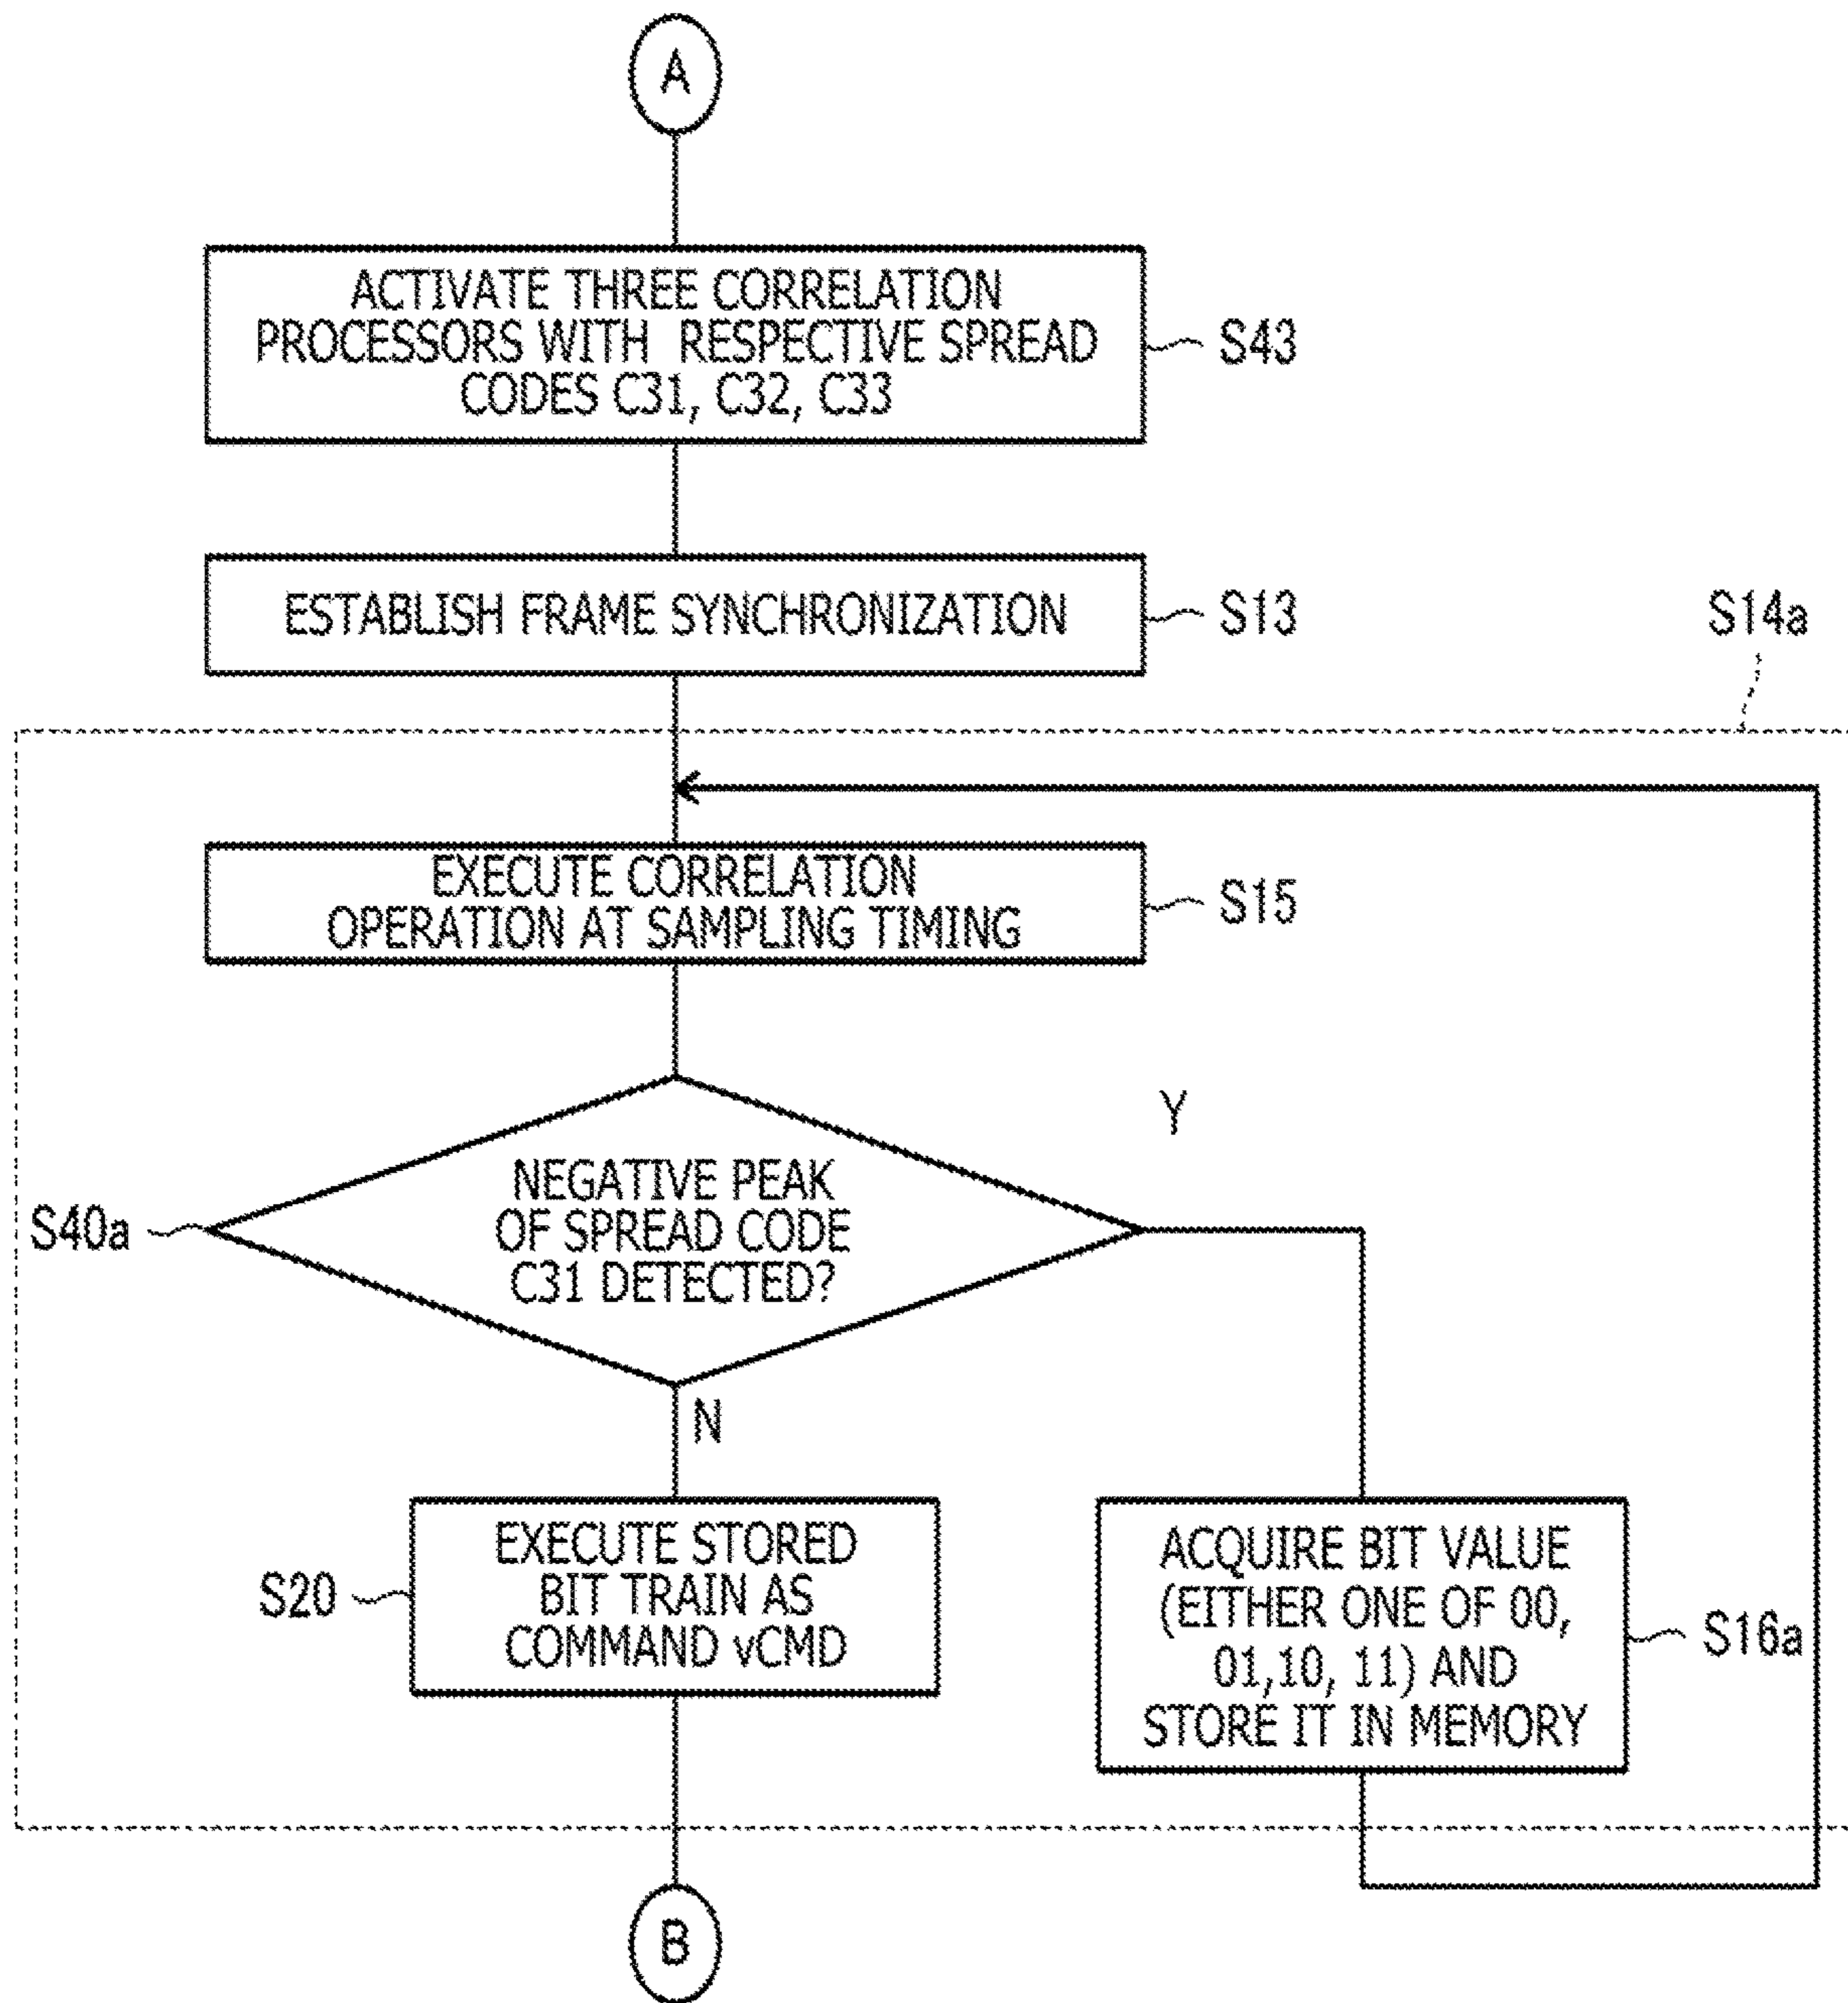 A
ACTIVATE THREE CORRELATION
PROCESSORS WITH RESPECTIVE SPREAD
CODES C31, C32, C33
S43
ESTABLISH FRAME SYNCHRONIZATION
S13
S14a
EXECUTE CORRELATION
OPERATION AT SAMPLING TIMING
S15
Y
NEGATIVE PEAK
OF SPREAD CODE
C31 DETECTED?
S40a
N
EXECUTE STORED
BIT TRAIN AS
COMMAND vCMD
S20
ACQUIRE BIT VALUE
(EITHER ONE OF 00,
01,10, 11) AND
STORE IT IN MEMORY
S16a
B